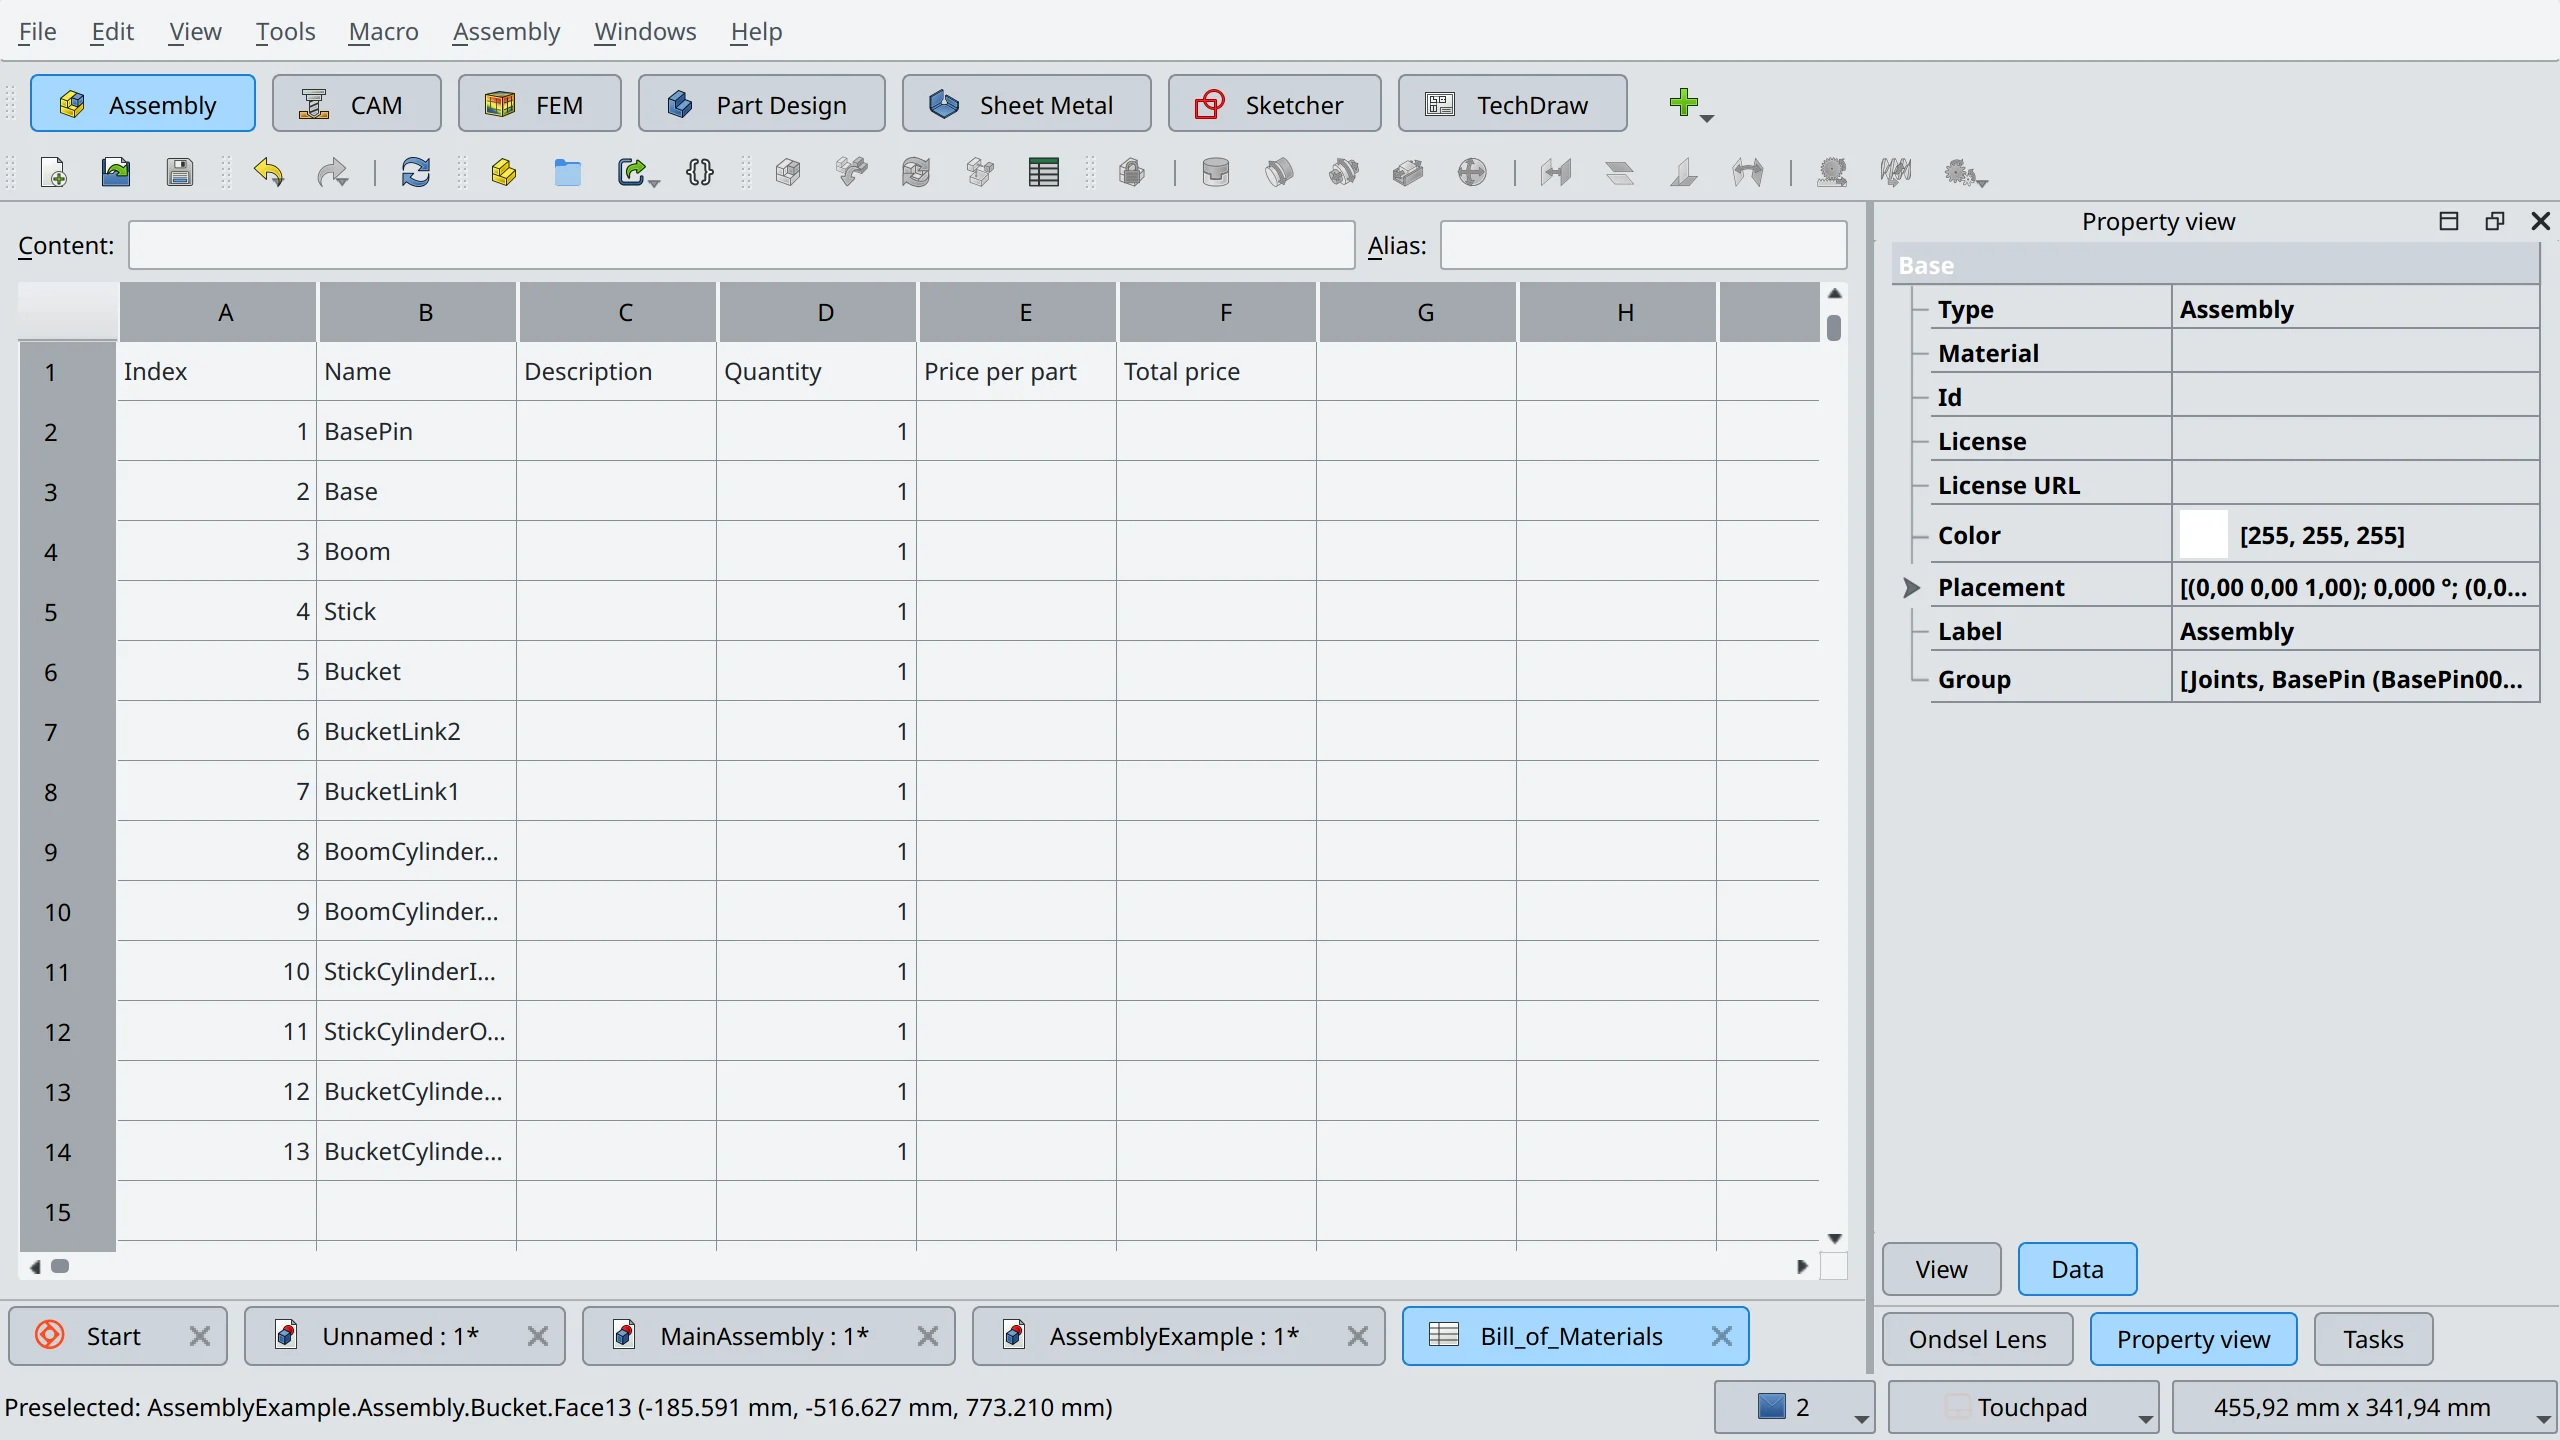 File Edit View Tools Macro Assembly Windows Help
Assembly CAM FEM Part Design Sheet Metal Sketcher TechDraw
Content: Alias:
Property view
Base
Type Assembly
Material
Id
License
License URL
Color [255, 255, 255]
Placement [(0,00 0,00 1,00); 0,000 °; (0,0...
Label Assembly
Group [Joints, BasePin (BasePin00...
A B C D E F G H
1 Index Name Description Quantity Price per part Total price
2 1 BasePin 1
3 2 Base 1
4 3 Boom 1
5 4 Stick 1
6 5 Bucket 1
7 6 BucketLink2 1
8 7 BucketLink1 1
9 8 BoomCylinder... 1
10 9 BoomCylinder... 1
11 10 StickCylinderI... 1
12 11 StickCylinderO... 1
13 12 BucketCylinde... 1
14 13 BucketCylinde... 1
15
View Data
Start Unnamed : 1* MainAssembly : 1* AssemblyExample : 1* Bill_of_Materials
Ondsel Lens Property view Tasks
Preselected: AssemblyExample.Assembly.Bucket.Face13 (-185.591 mm, -516.627 mm, 773.210 mm)
2 Touchpad 455,92 mm x 341,94 mm